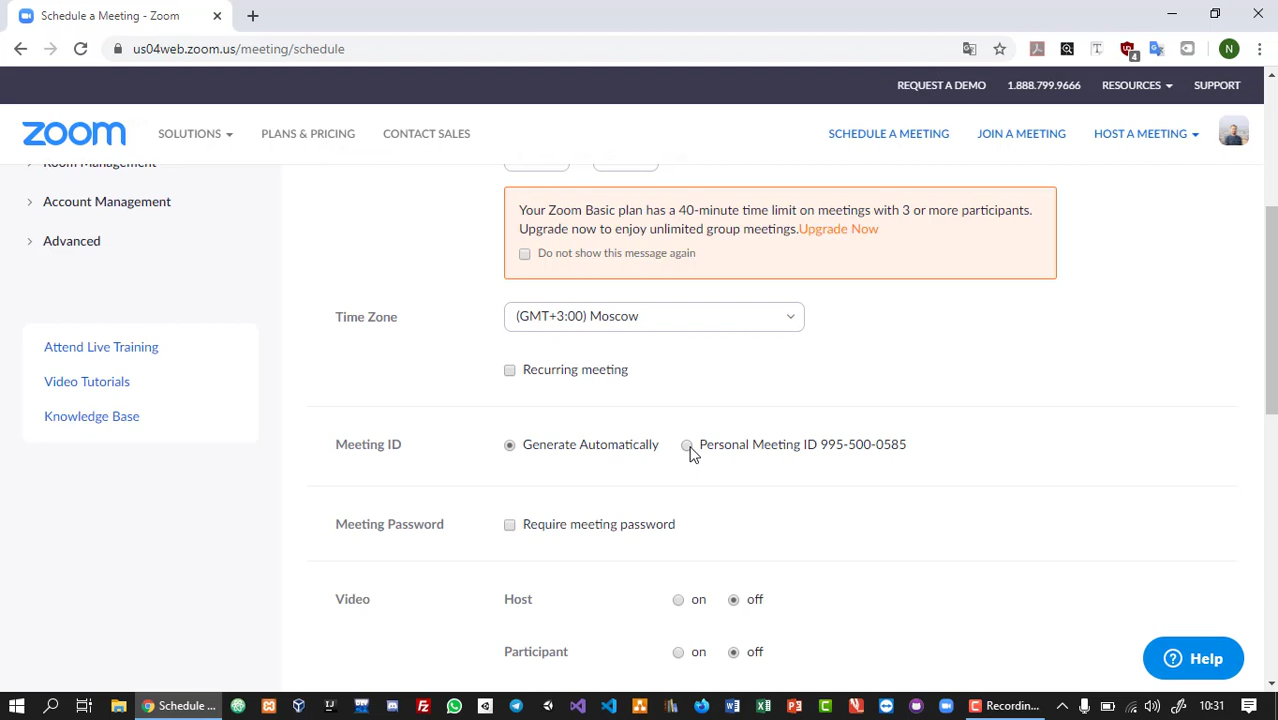 Schedule a Meeting - Zoom
us04web.zoom.us/meeting/schedule
4
N
REQUEST A DEMO 1.888.799.9666 RESOURCES SUPPORT
zoom SOLUTIONS PLANS & PRICING CONTACT SALES SCHEDULE A MEETING JOIN A MEETING HOST A MEETING
Room Management
Account Management
Advanced
Attend Live Training
Video Tutorials
Knowledge Base
Your Zoom Basic plan has a 40-minute time limit on meetings with 3 or more participants.
Upgrade now to enjoy unlimited group meetings.Upgrade Now
Do not show this message again
Time Zone (GMT+3:00) Moscow
Recurring meeting
Meeting ID Generate Automatically Personal Meeting ID 995-500-0585
Meeting Password Require meeting password
Video Host on off
Participant on off
Help
Schedule ... Recordin... 10:31